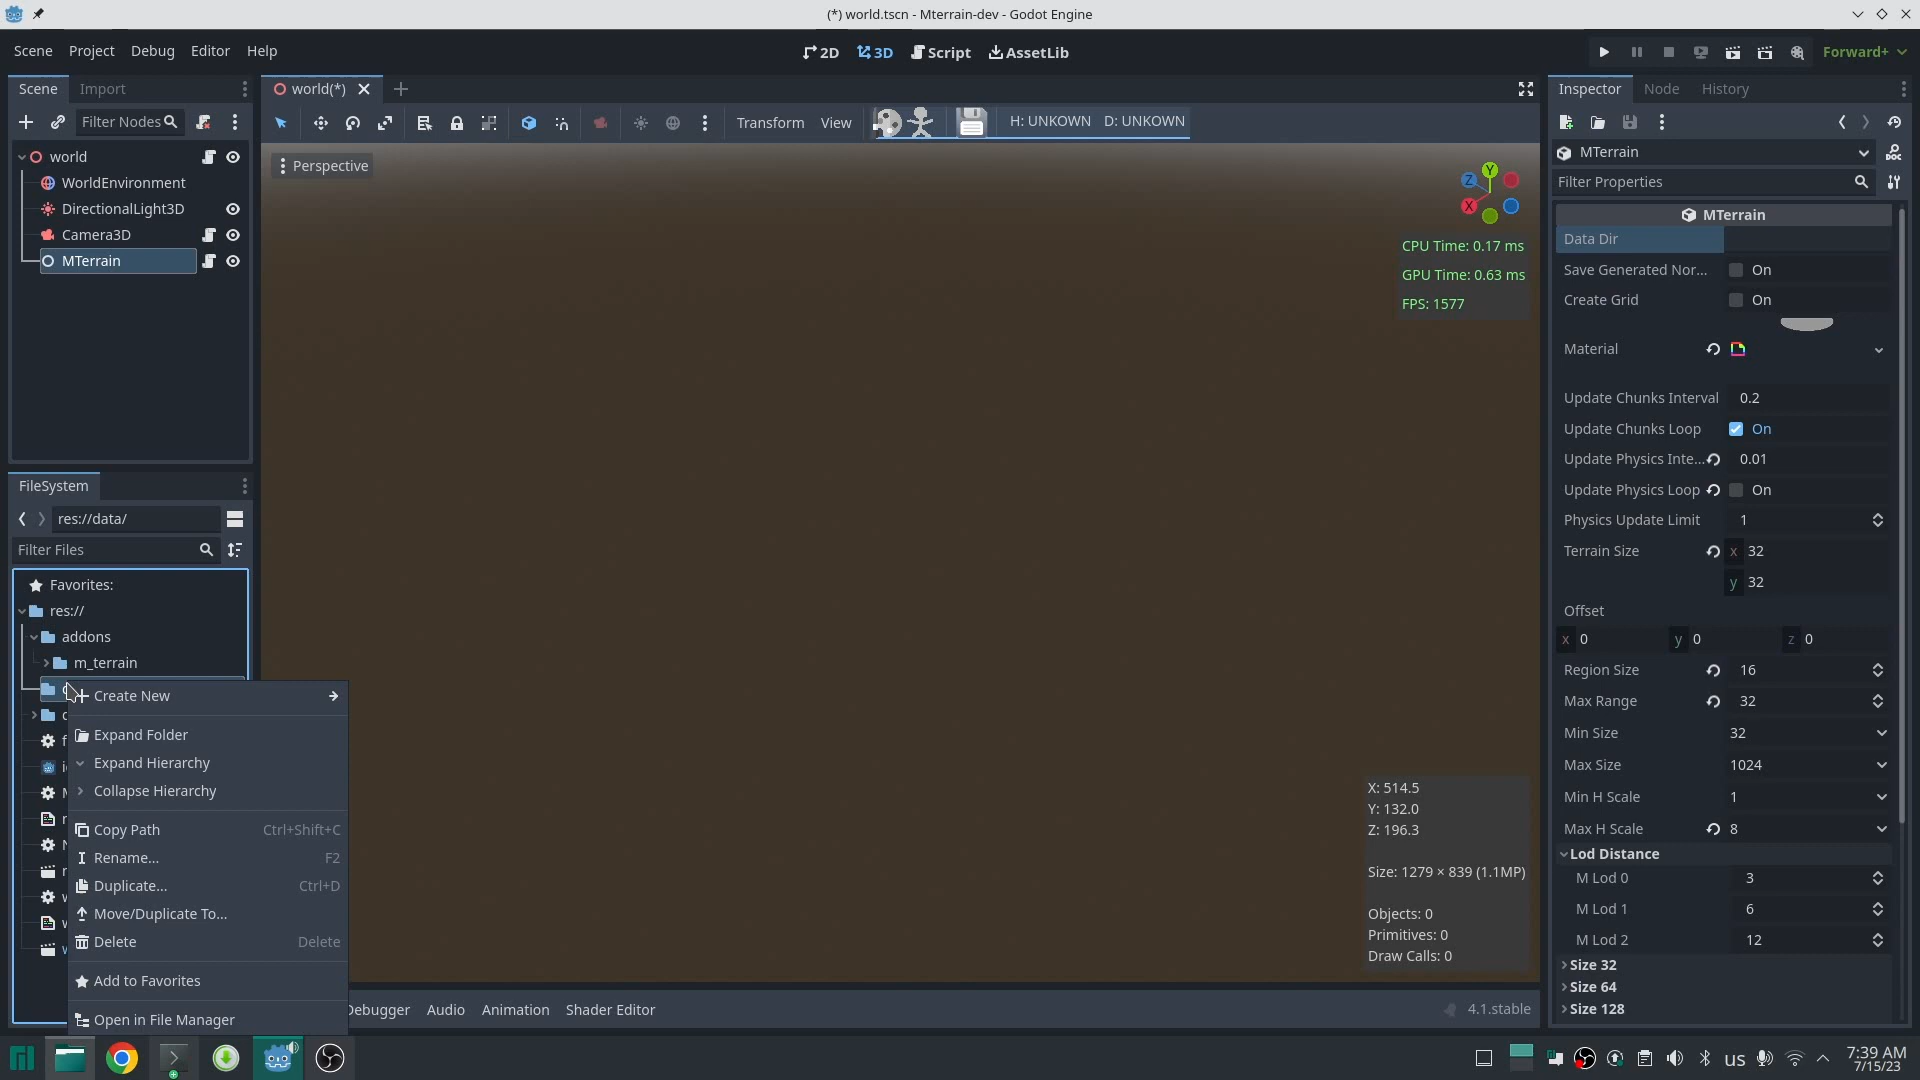 (*) world.tscn - Mterrain-dev - Godot Engine
Scene Project Debug Editor Help
2D 3D Script AssetLib
Forward+
Scene Import
world(*)
Inspector Node History
Filter Nodes
Transform View
H: UNKOWN D: UNKOWN
world
WorldEnvironment
DirectionalLight3D
Camera3D
MTerrain
Perspective
Y
Z
X
CPU Time: 0.17 ms
GPU Time: 0.63 ms
FPS: 1577
MTerrain
DOC
Filter Properties
MTerrain
Data Dir
Save Generated Nor... On
Create Grid On
Material
Update Chunks Interval 0.2
Update Chunks Loop On
Update Physics Inte... 0.01
Update Physics Loop On
Physics Update Limit 1
Terrain Size x 32
y 32
Offset
x 0 y 0 z 0
Region Size 16
Max Range 32
Min Size 32
Max Size 1024
Min H Scale 1
Max H Scale 8
Lod Distance
M Lod 0 3
M Lod 1 6
M Lod 2 12
Size 32
Size 64
Size 128
FileSystem
res://data/
Filter Files
Favorites:
res://
addons
m_terrain
Create New
Expand Folder
Expand Hierarchy
Collapse Hierarchy
Copy Path Ctrl+Shift+C
Rename... F2
Duplicate... Ctrl+D
Move/Duplicate To...
Delete Delete
Add to Favorites
Open in File Manager
X: 514.5
Y: 132.0
Z: 196.3
Size: 1279 × 839 (1.1MP)
Objects: 0
Primitives: 0
Draw Calls: 0
Debugger Audio Animation Shader Editor
4.1.stable
us
7:39 AM
7/15/23